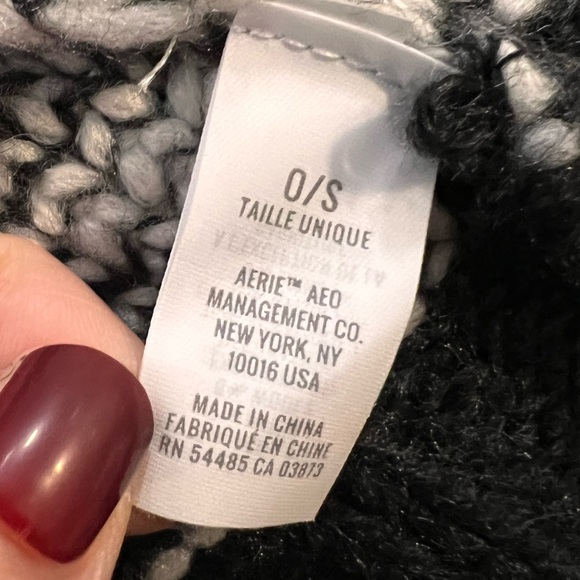 O/S
TAILLE UNIQUE
AERIE™ AEO
MANAGEMENT CO.
NEW YORK, NY
10016 USA
MADE IN CHINA
FABRIQUÉ EN CHINE
RN 54485 CA 03873